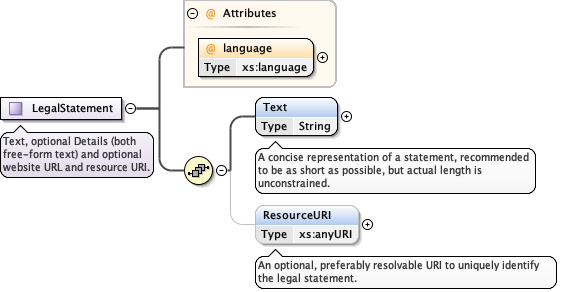 @ Attributes
@ language
Type xs:language
LegalStatement
Text, optional Details (both
free-form text) and optional
website URL and resource URI.
Text
Type String
A concise representation of a statement, recommended
to be as short as possible, but actual length is
unconstrained.
ResourceURI
Type xs:anyURI
An optional, preferably resolvable URI to uniquely identify
the legal statement.